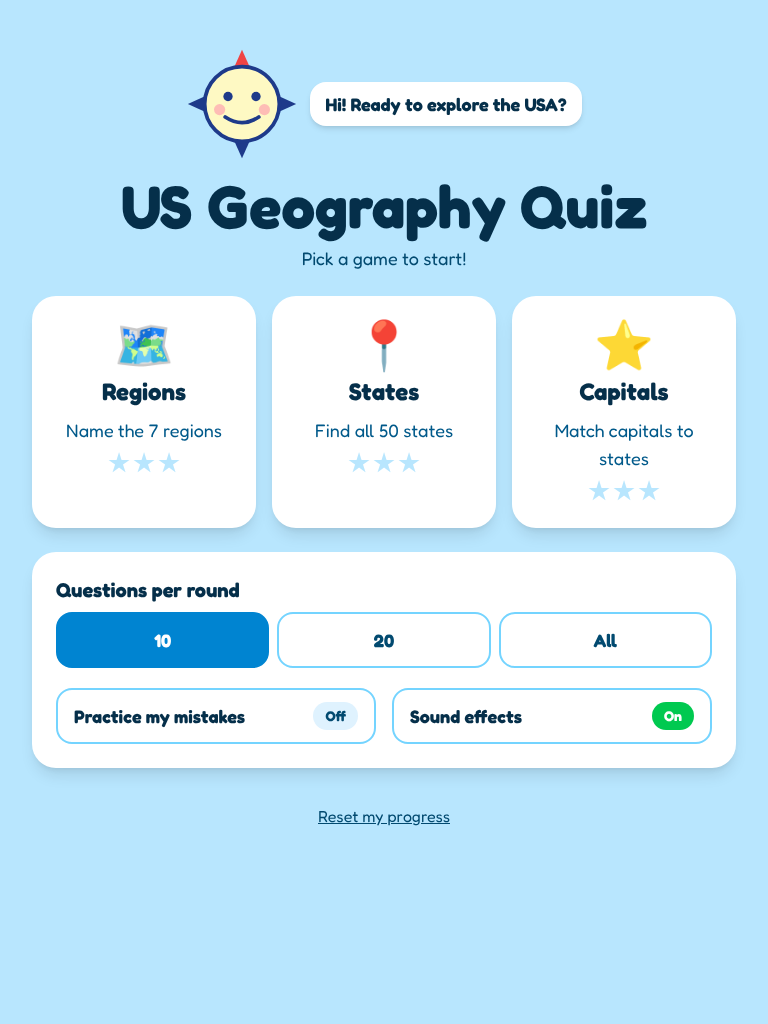 Hi! Ready to explore the USA?
US Geography Quiz
Pick a game to start!
Regions
Name the 7 regions
States
Find all 50 states
Capitals
Match capitals to
states
Questions per round
10
20
All
Practice my mistakes
Off
Sound effects
On
Reset my progress